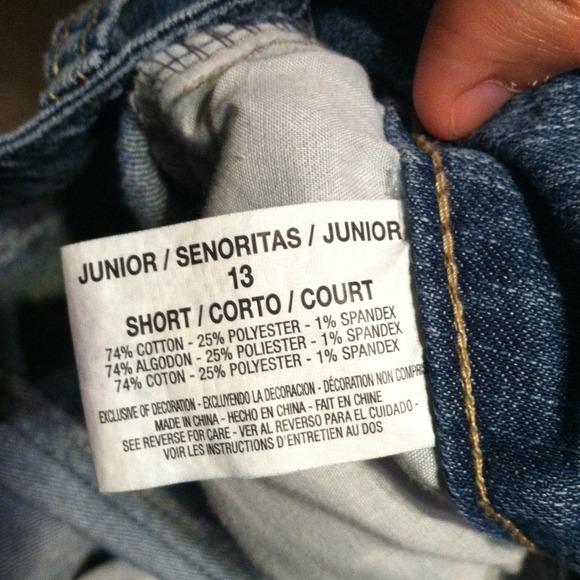 JUNIOR / SENORITAS / JUNIOR
13
SHORT / CORTO / COURT
74% COTTON - 25% POLYESTER - 1% SPANDEX
74% ALGODON - 25% POLIESTER - 1% SPANDEX
74% COTON - 25% POLYESTER - 1% SPANDEX
EXCLUSIVE OF DECORATION - EXCLUYENDO LA DECORACION - DÉCORATION NON COMPRI
MADE IN CHINA - HECHO EN CHINA - FAIT EN CHINE
SEE REVERSE FOR CARE - VER AL REVERSO PARA EL CUIDADO -
VOIR LES INSTRUCTIONS D'ENTRETIEN AU DOS